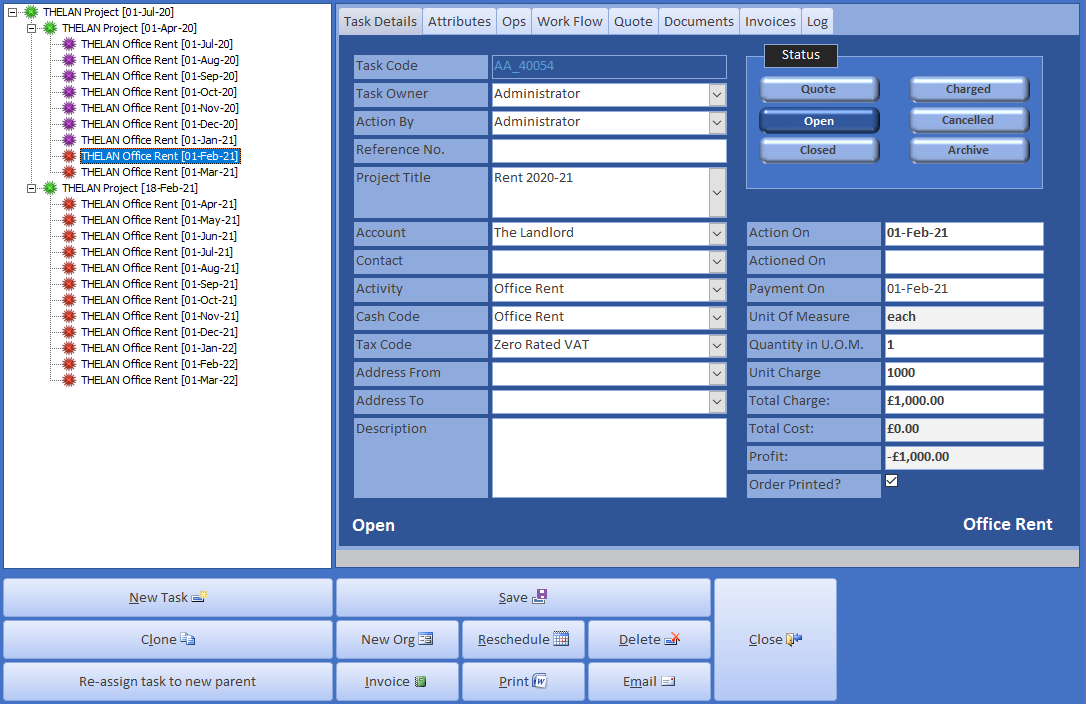 THELAN Project [01-Jul-20]
THELAN Project [01-Apr-20]
THELAN Office Rent [01-Jul-20]
THELAN Office Rent [01-Aug-20]
THELAN Office Rent [01-Sep-20]
THELAN Office Rent [01-Oct-20]
THELAN Office Rent [01-Nov-20]
THELAN Office Rent [01-Dec-20]
THELAN Office Rent [01-Jan-21]
THELAN Office Rent [01-Feb-21]
THELAN Office Rent [01-Mar-21]
THELAN Project [18-Feb-21]
THELAN Office Rent [01-Apr-21]
THELAN Office Rent [01-May-21]
THELAN Office Rent [01-Jun-21]
THELAN Office Rent [01-Jul-21]
THELAN Office Rent [01-Aug-21]
THELAN Office Rent [01-Sep-21]
THELAN Office Rent [01-Oct-21]
THELAN Office Rent [01-Nov-21]
THELAN Office Rent [01-Dec-21]
THELAN Office Rent [01-Jan-22]
THELAN Office Rent [01-Feb-22]
THELAN Office Rent [01-Mar-22]
Task Details Attributes Ops Work Flow Quote Documents Invoices Log
Task Code AA_40054
Task Owner Administrator
Action By Administrator
Reference No.
Project Title Rent 2020-21
Account The Landlord
Contact
Activity Office Rent
Cash Code Office Rent
Tax Code Zero Rated VAT
Address From
Address To
Description
Status
Quote Charged
Open Cancelled
Closed Archive
Action On 01-Feb-21
Actioned On
Payment On 01-Feb-21
Unit Of Measure each
Quantity in U.O.M. 1
Unit Charge 1000
Total Charge: £1,000.00
Total Cost: £0.00
Profit: -£1,000.00
Order Printed?
Open Office Rent
New Task Save
Clone New Org Reschedule Delete Close
Re-assign task to new parent Invoice Print Email